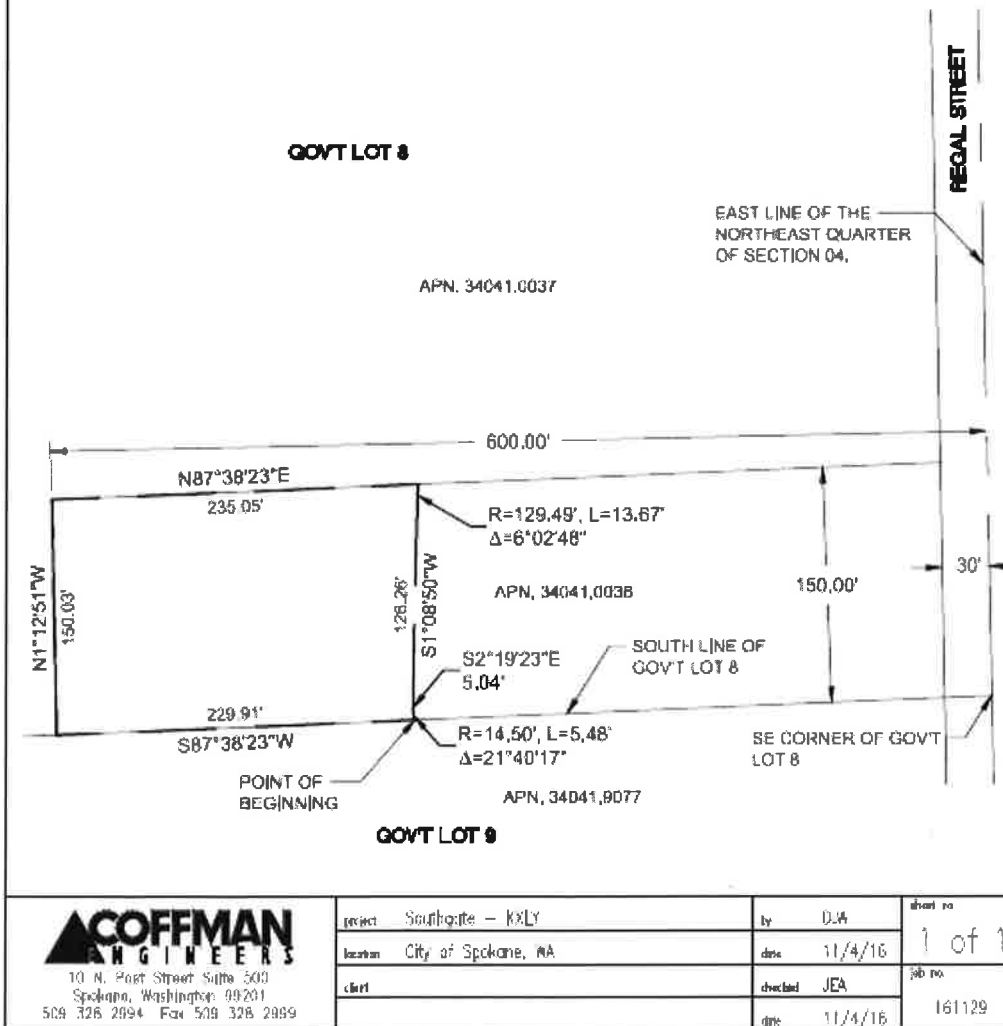 GOV'T LOT 8
REGAL STREET
EAST LINE OF THE
NORTHEAST QUARTER
OF SECTION 04.
APN. 34041.0037
600.00'
N87°38'23"E
235.05'
R=129.49', L=13.67'
Δ=6°02'48"
N1°12'51"W
150.03'
126.26'
S1°08'50"W
APN. 34041.0038
150.00'
30'
S2°19'23"E
5.04'
SOUTH LINE OF
GOV'T LOT 8
229.91'
S87°38'23"W
R=14.50', L=5.48'
Δ=21°40'17"
SE CORNER OF GOV'T
LOT 8
POINT OF
BEGINNING
APN. 34041.9077
GOV'T LOT 9
COFFMAN
ENGINEERS
10 N. Post Street Suite 500
Spokane, Washington 99201
509 328 2994 Fax 509 328 2999
project Southgate - KXLY
location City of Spokane, WA
client
by DJA
date 11/4/16
checked JEA
date 11/4/16
sheet no
1 of 1
job no.
161129